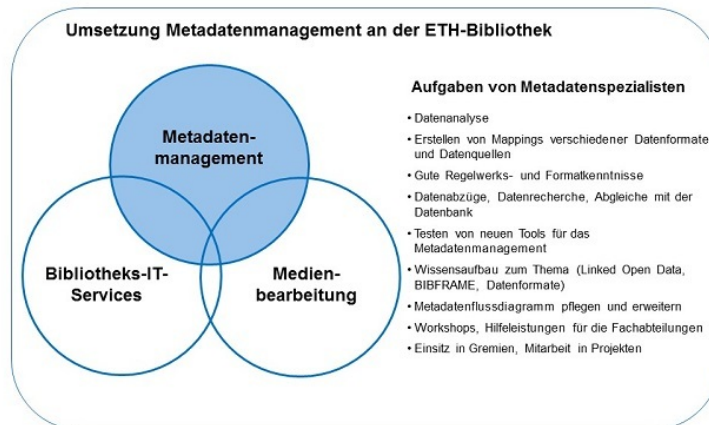 Umsetzung Metadatenmanagement an der ETH-Bibliothek
Metadaten-
management
Bibliotheks-IT-
Services
Medien-
bearbeitung
Aufgaben von Metadatenspezialisten
• Datenanalyse
• Erstellen von Mappings verschiedener Datenformate
und Datenquellen
• Gute Regelwerks- und Formatkenntnisse
• Datenabzüge, Datenrecherche, Abgleiche mit der
Datenbank
• Testen von neuen Tools für das
Metadatenmanagement
• Wissensaufbau zum Thema (Linked Open Data,
BIBFRAME, Datenformate)
• Metadatenflussdiagramm pflegen und erweitern
• Workshops, Hilfeleistungen für die Fachabteilungen
• Einsitz in Gremien, Mitarbeit in Projekten